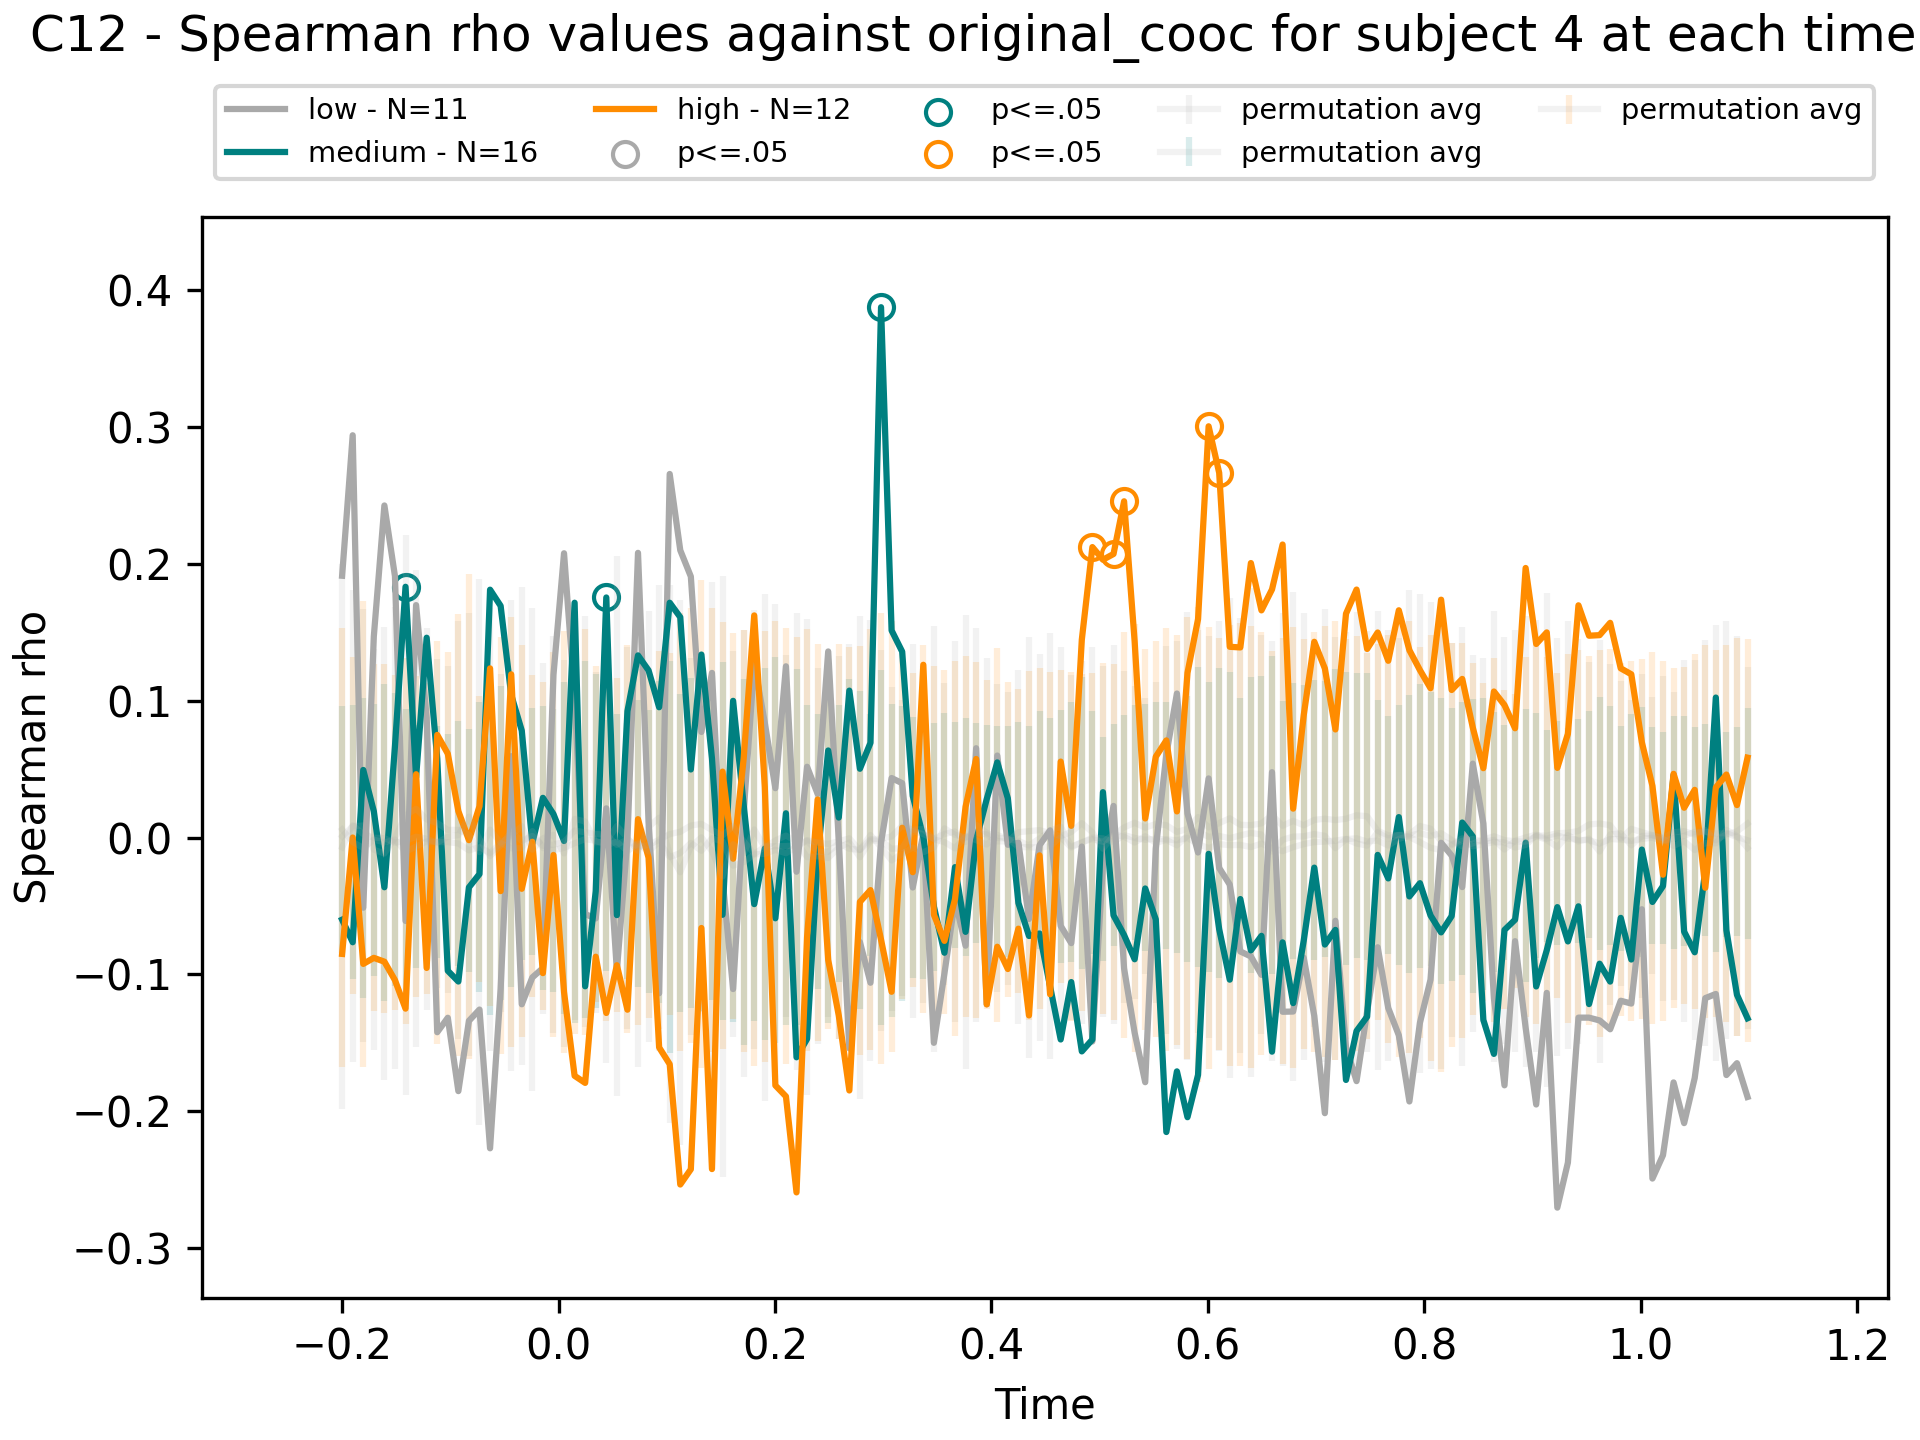 C12 - Spearman rho values against original_cooc for subject 4 at each time
low - N=11
medium - N=16
high - N=12
p<=.05
p<=.05
p<=.05
permutation avg
permutation avg
permutation avg
Spearman rho
0.4
0.3
0.2
0.1
0.0
−0.1
−0.2
−0.3
−0.2 0.0 0.2 0.4 0.6 0.8 1.0 1.2
Time